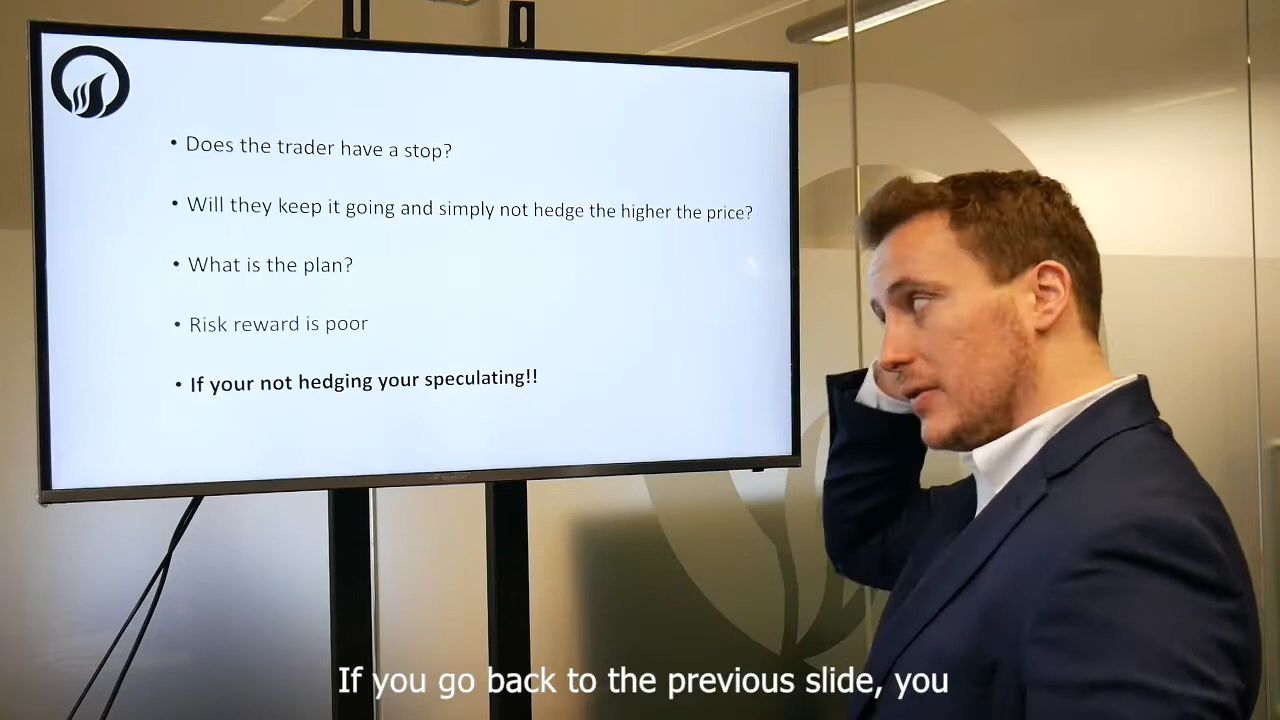 • Does the trader have a stop?
• Will they keep it going and simply not hedge the higher the price?
• What is the plan?
• Risk reward is poor
• If your not hedging your speculating!!
If you go back to the previous slide, you